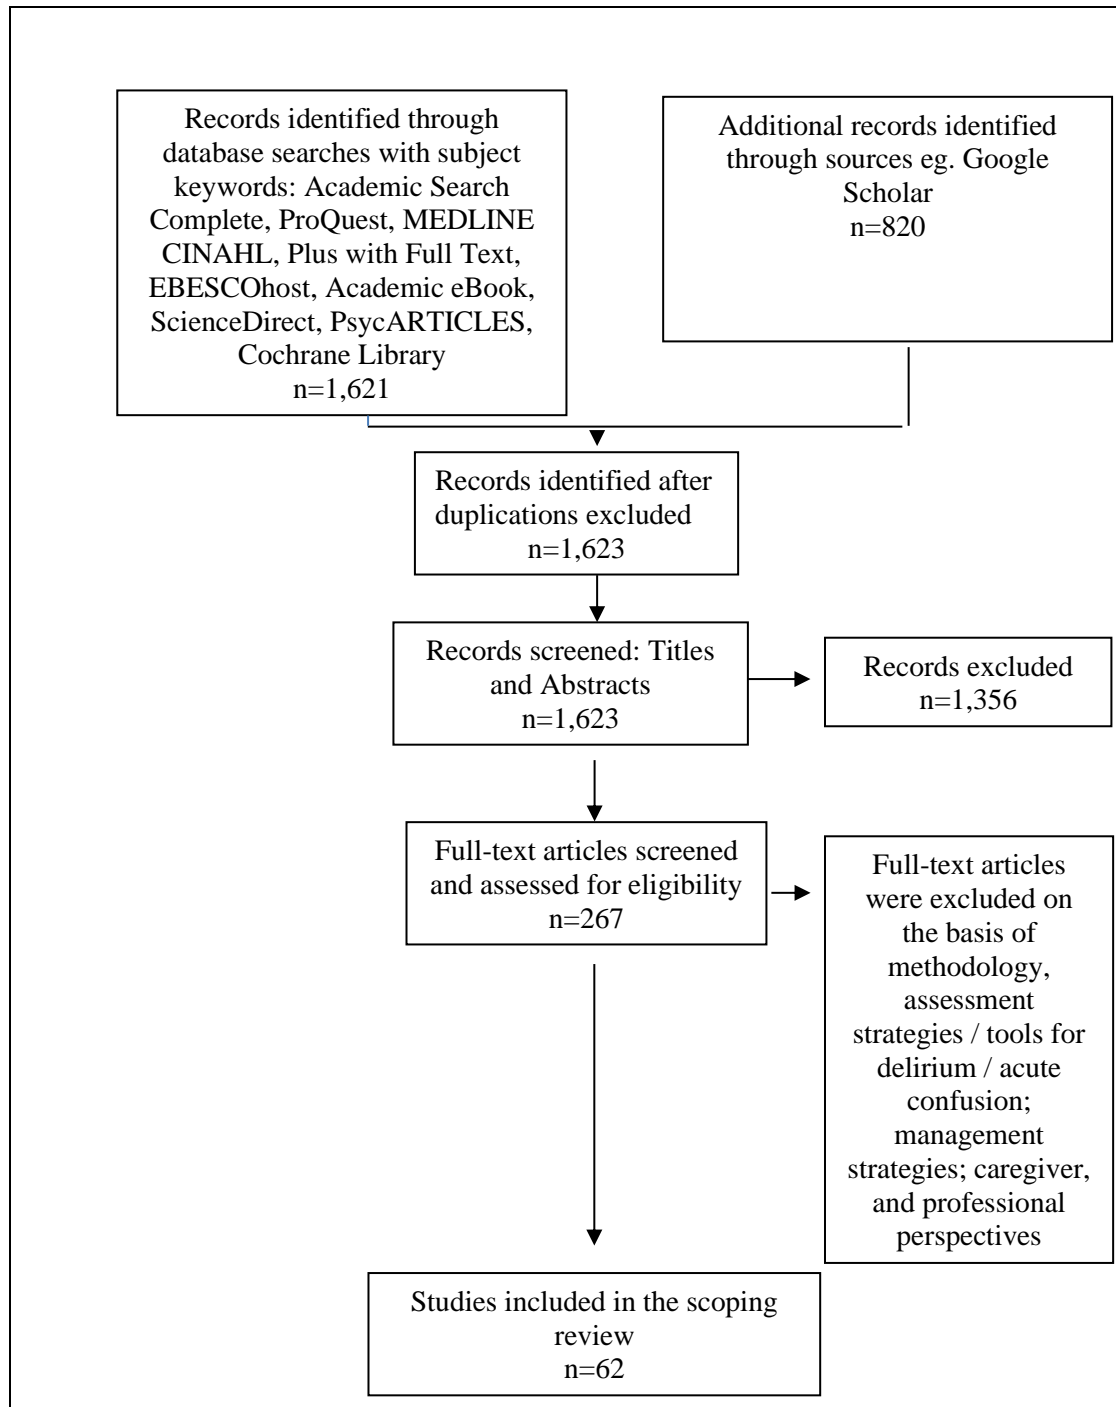 Records identified through
database searches with subject
keywords: Academic Search
Complete, ProQuest, MEDLINE
CINAHL, Plus with Full Text,
EBESCOhost, Academic eBook,
ScienceDirect, PsycARTICLES,
Cochrane Library
n=1,621
Additional records identified
through sources eg. Google
Scholar
n=820
Records identified after
duplications excluded
n=1,623
Records screened: Titles
and Abstracts
n=1,623
Records excluded
n=1,356
Full-text articles screened
and assessed for eligibility
n=267
Full-text articles
were excluded on
the basis of
methodology,
assessment
strategies / tools for
delirium / acute
confusion;
management
strategies; caregiver,
and professional
perspectives
Studies included in the scoping
review
n=62